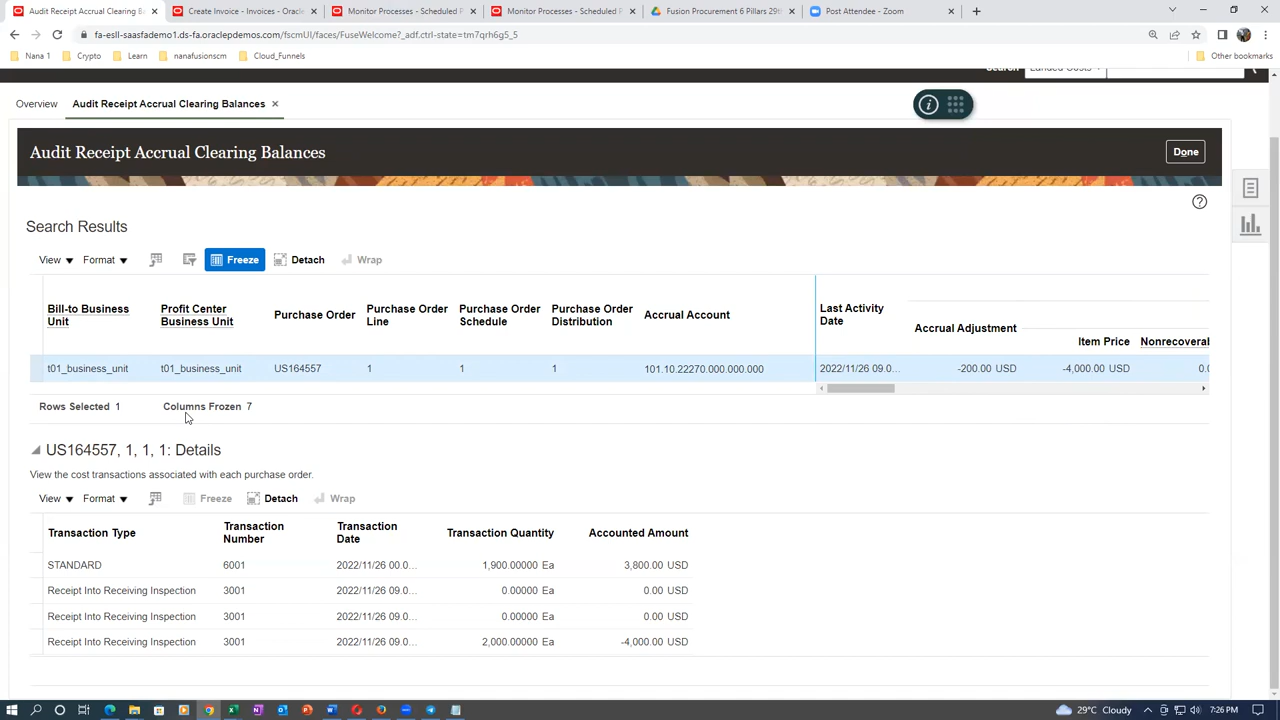 Audit Receipt Accrual Clearing B
Create Invoice - Invoices - Oracle
Monitor Processes - Scheduled P
Monitor Processes - Scheduled P
Fusion Procurement 6 Pillars 29th
Post Attendee - Zoom
fa-esll-saasfademo1.ds-fa.oraclepdemos.com/fscmUI/faces/FuseWelcome?_adf.ctrl-state=tm7qrh6g5_5
Nana 1 Crypto Learn nanafusionscm Cloud_Funnels Other bookmarks
Overview Audit Receipt Accrual Clearing Balances
Audit Receipt Accrual Clearing Balances Done
Search Results
View Format Freeze Detach Wrap
Bill-to Business Unit
Profit Center Business Unit
Purchase Order
Purchase Order Line
Purchase Order Schedule
Purchase Order Distribution
Accrual Account
Last Activity Date
Accrual Adjustment
Item Price Nonrecoveral
t01_business_unit t01_business_unit US164557 1 1 1 101.10.22270.000.000.000 2022/11/26 09.0... -200.00 USD -4,000.00 USD 0.0
Rows Selected 1 Columns Frozen 7
US164557, 1, 1, 1: Details
View the cost transactions associated with each purchase order.
View Format Freeze Detach Wrap
Transaction Type
Transaction Number
Transaction Date
Transaction Quantity
Accounted Amount
STANDARD 6001 2022/11/26 00.0... 1,900.00000 Ea 3,800.00 USD
Receipt Into Receiving Inspection 3001 2022/11/26 09.0... 0.00000 Ea 0.00 USD
Receipt Into Receiving Inspection 3001 2022/11/26 09.0... 0.00000 Ea 0.00 USD
Receipt Into Receiving Inspection 3001 2022/11/26 09.0... 2,000.00000 Ea -4,000.00 USD
29°C Cloudy 7:26 PM